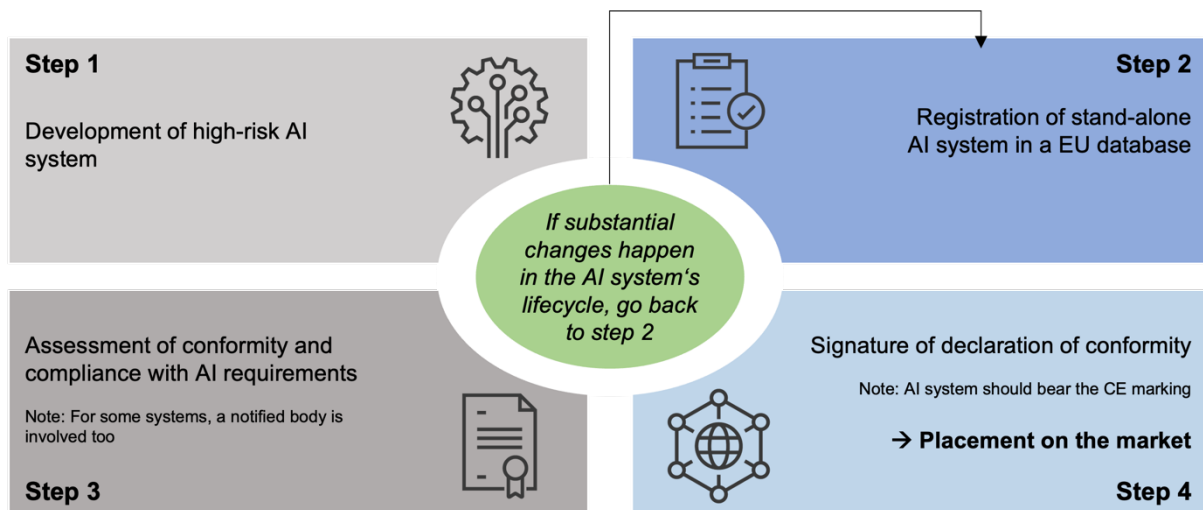 Step 1
Development of high-risk AI
system
Step 2
Registration of stand-alone
AI system in a EU database
If substantial
changes happen
in the AI system‘s
lifecycle, go back
to step 2
Assessment of conformity and
compliance with AI requirements
Note: For some systems, a notified body is
involved too
Step 3
Signature of declaration of conformity
Note: AI system should bear the CE marking
→ Placement on the market
Step 4